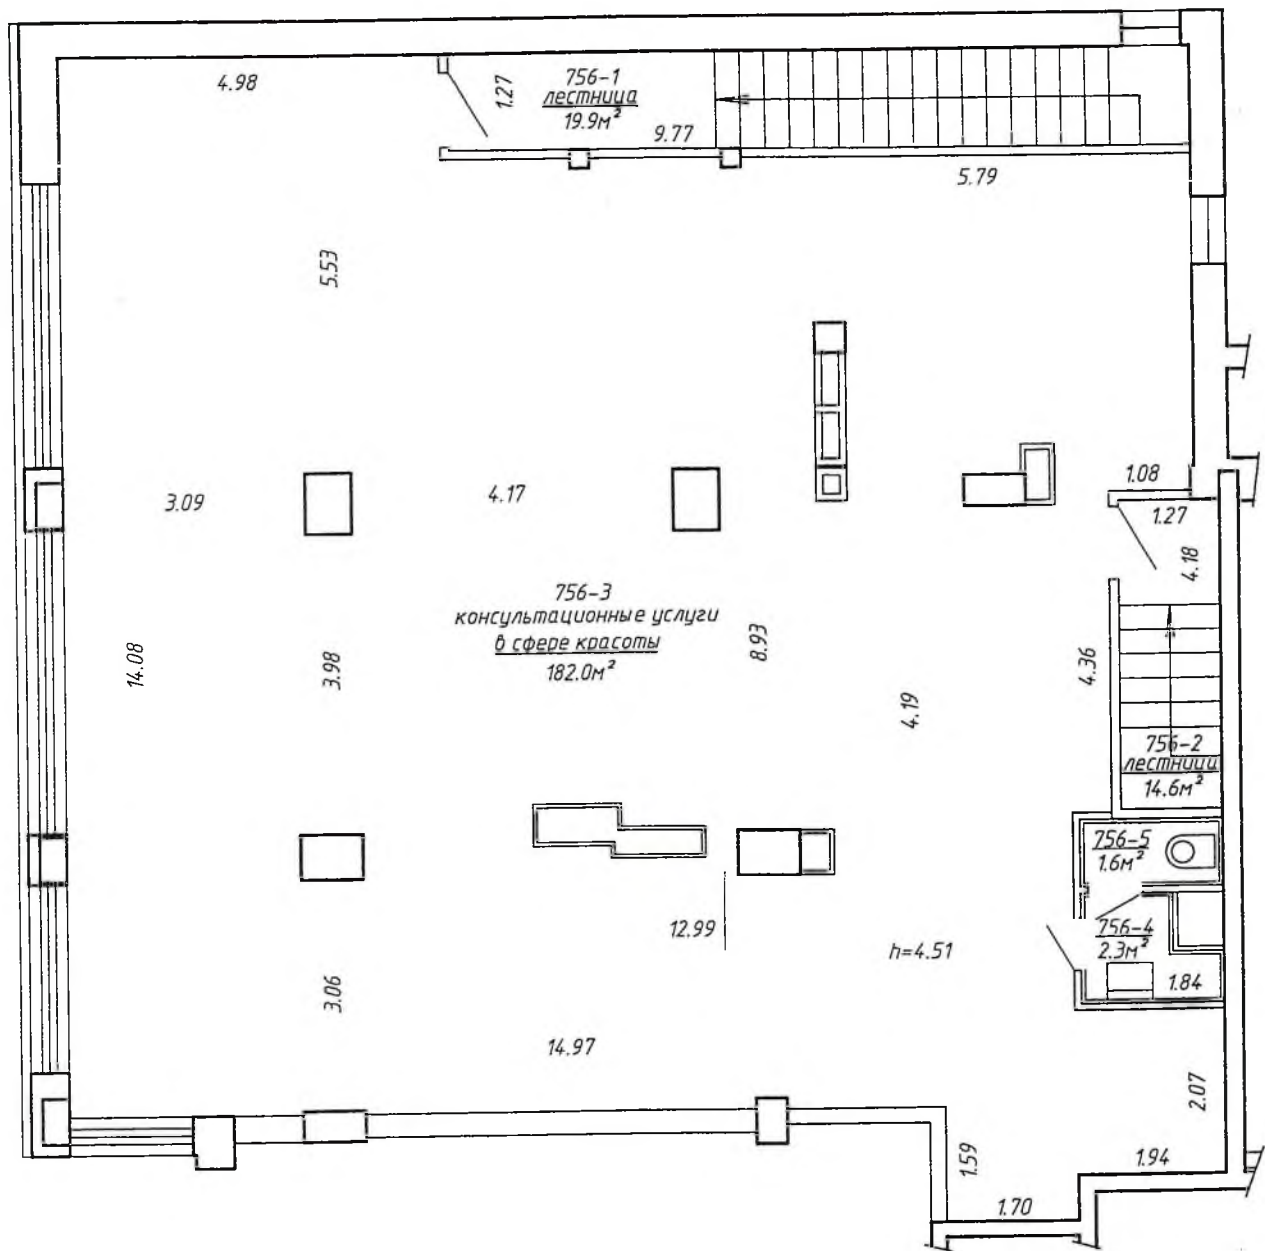 4.98
1.27
756-1
лестница
19.9м²
9.77
5.79
5.53
3.09
4.17
1.08
1.27
4.18
756-3
консультационные услуги
в сфере красоты
182.0м²
14.08
3.98
8.93
4.19
4.36
756-2
лестници
14.6м²
756-5
1.6м²
756-4
2.3м²
1.84
12.99
h=4.51
3.06
14.97
2.07
1.59
1.94
1.70